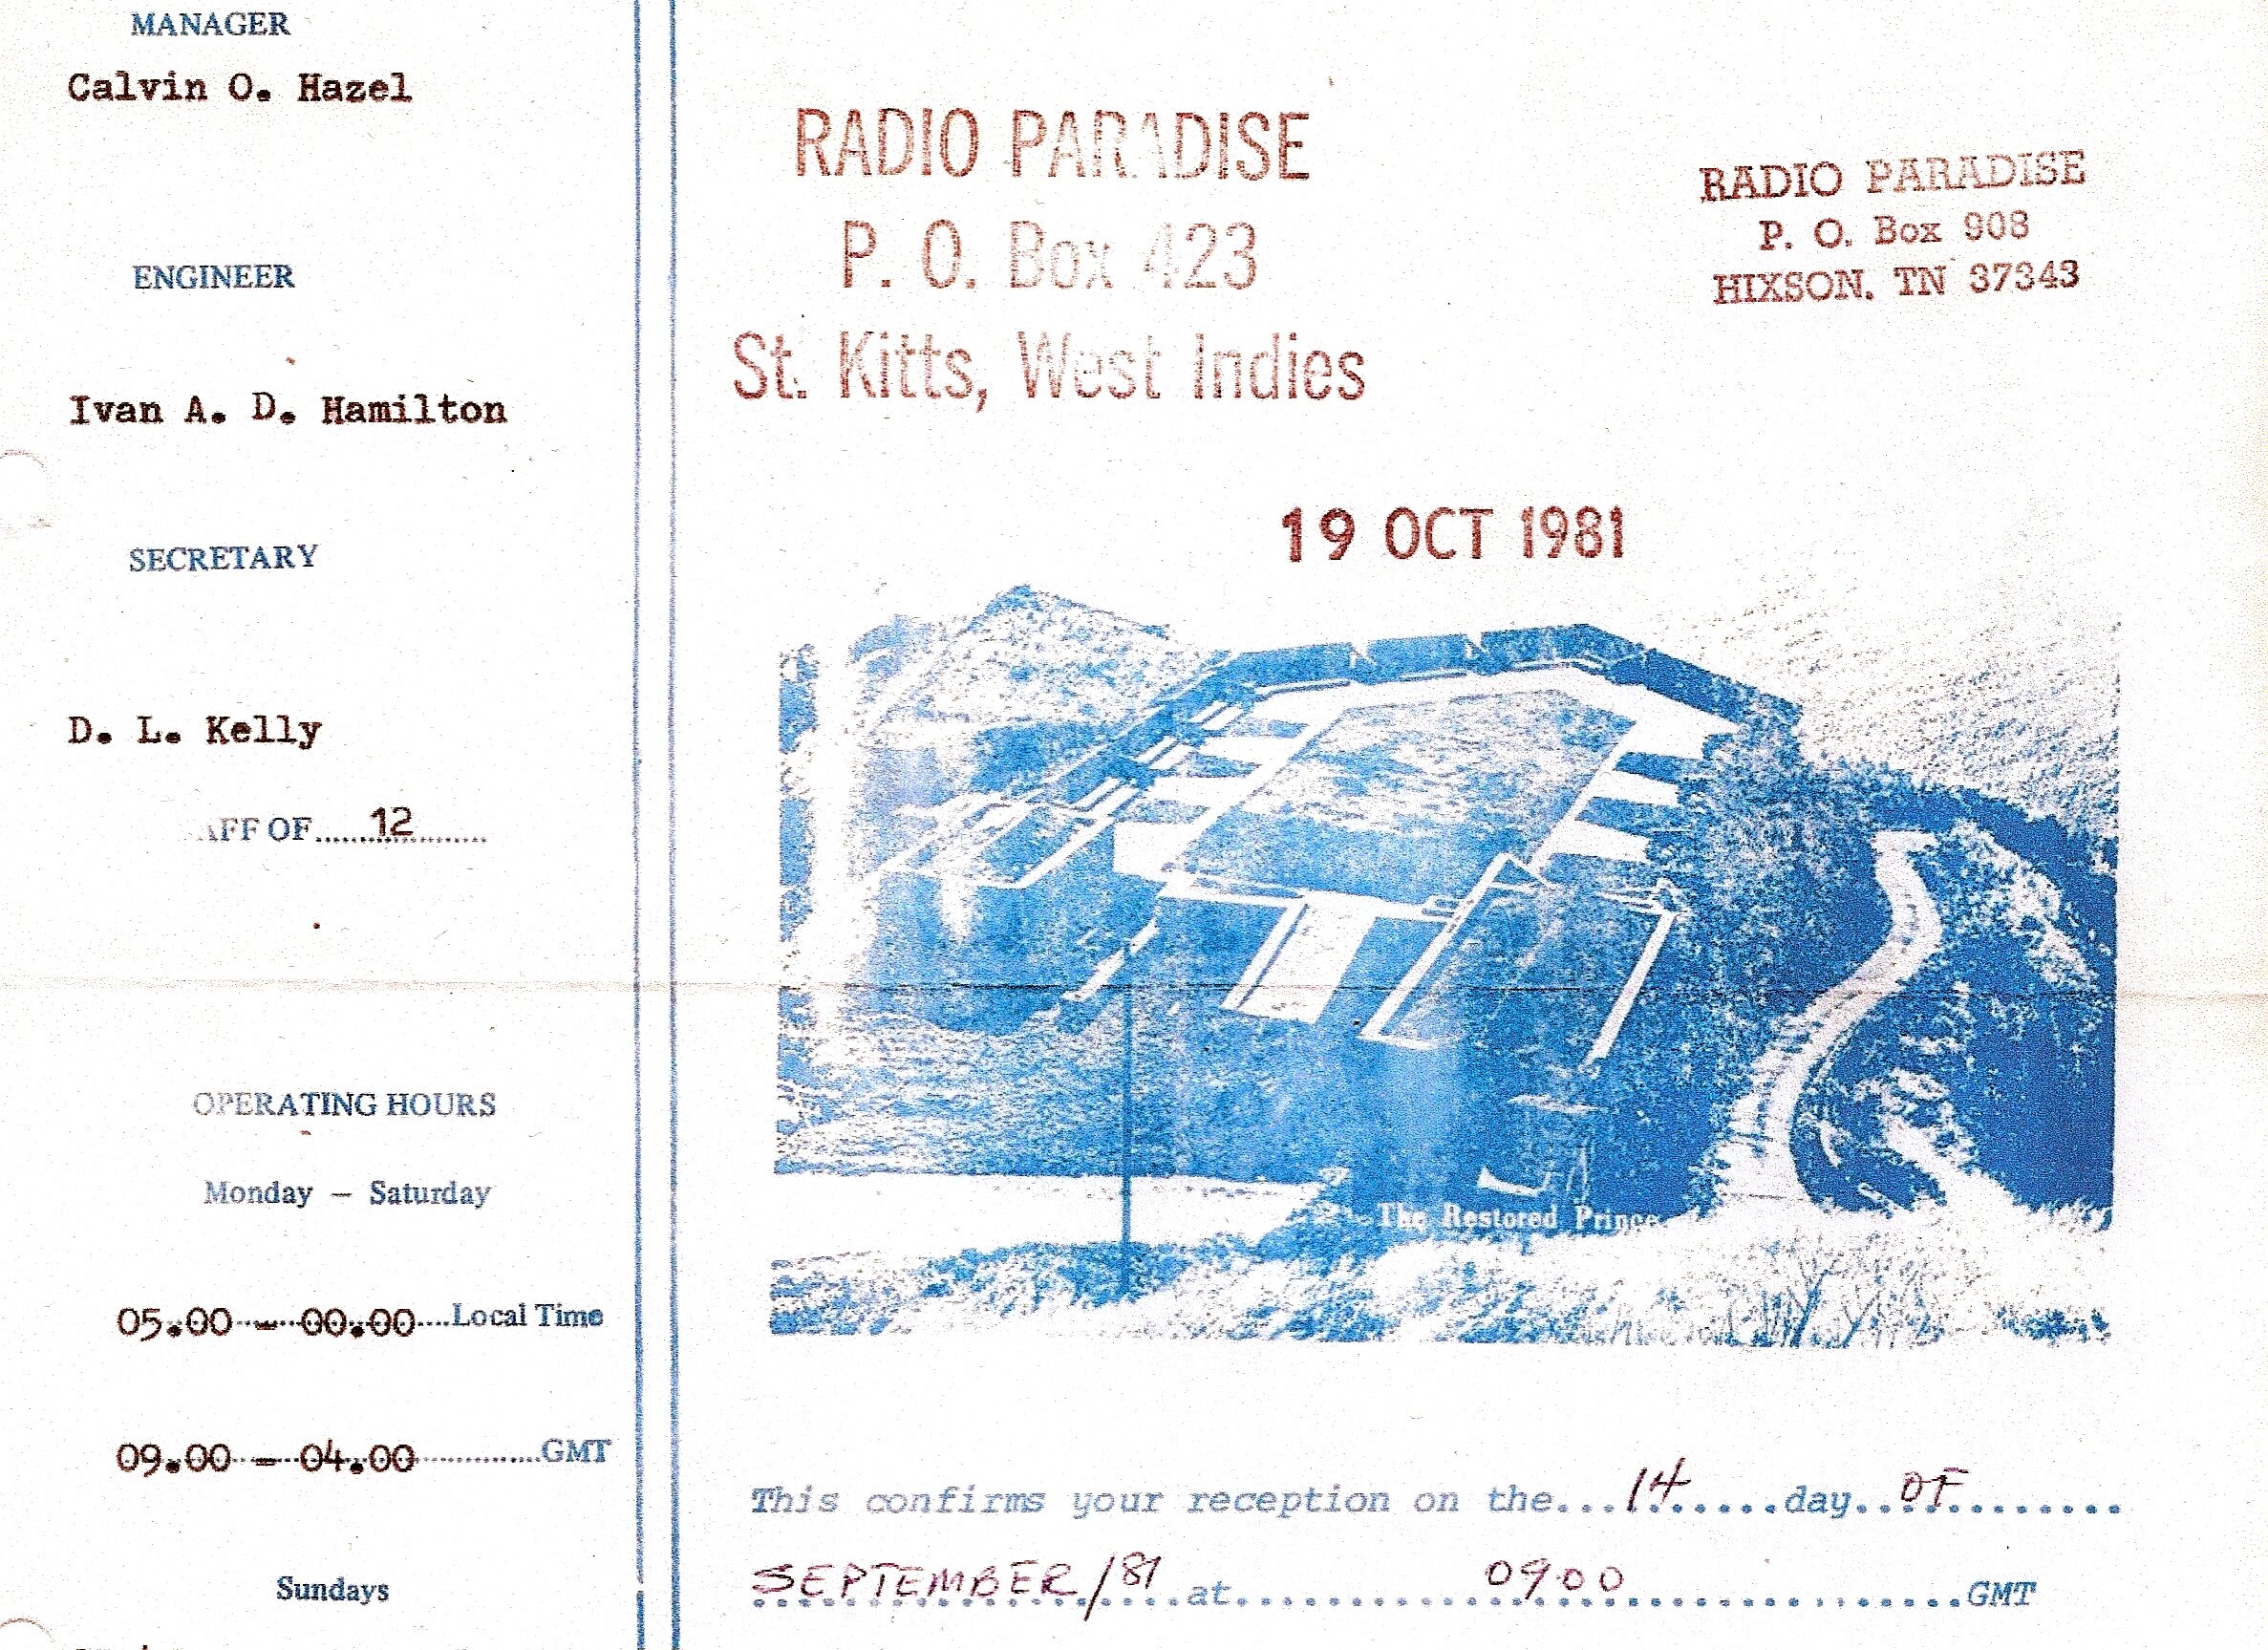 MANAGER
Calvin O. Hazel
ENGINEER
Ivan A. D. Hamilton
SECRETARY
D. L. Kelly
AFF OF......12........
OPERATING HOURS
Monday – Saturday
05.00 – 00.00....Local Time
09.00 – 04.00............GMT
Sundays
RADIO PARADISE
P. O. Box 423
St. Kitts, West Indies
RADIO PARADISE
P. O. Box 908
HIXSON, TN 37343
19 OCT 1981
The Restored Prince
This confirms your reception on the...14.....day..OF.........
SEPTEMBER/81 at 0900 GMT